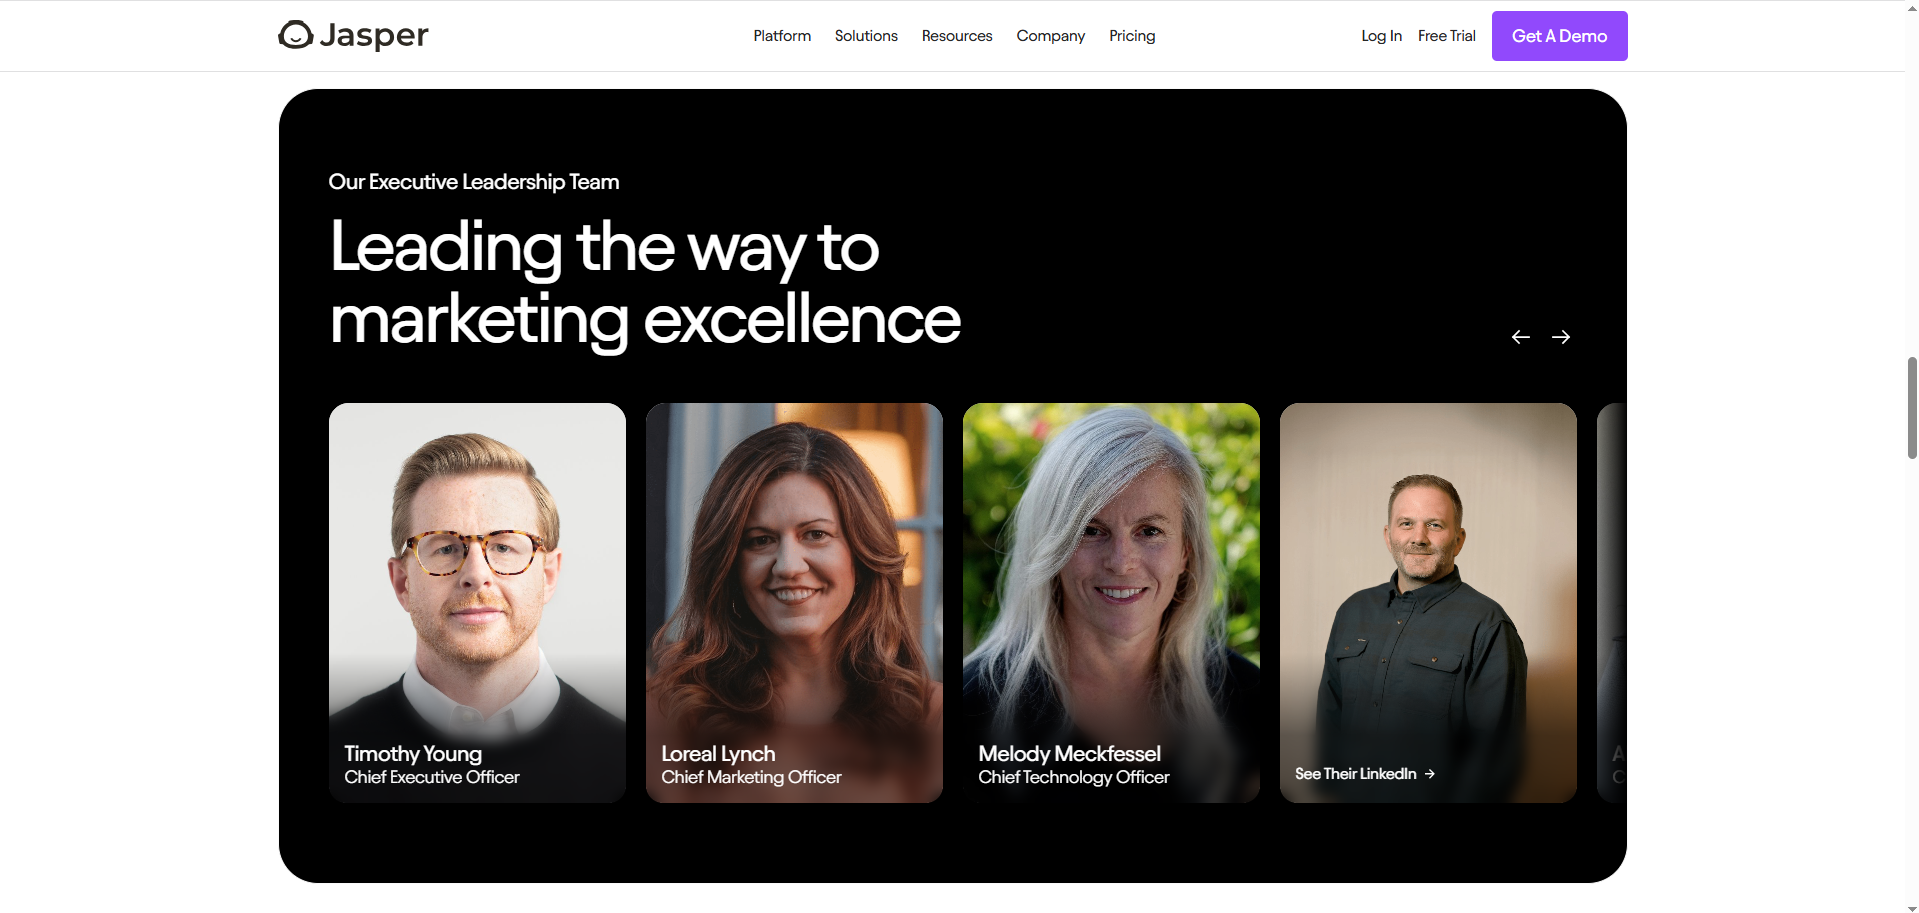 Jasper
Platform
Solutions
Resources
Company
Pricing
Log In
Free Trial
Get A Demo
Our Executive Leadership Team
Leading the way to
marketing excellence
Timothy Young
Chief Executive Officer
Loreal Lynch
Chief Marketing Officer
Melody Meckfessel
Chief Technology Officer
See Their LinkedIn →